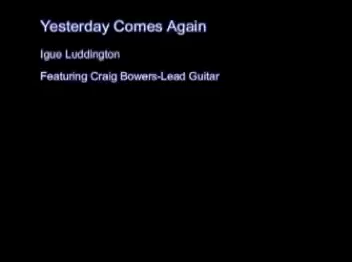 Yesterday Comes Again
Igue Luddington
Featuring Craig Bowers-Lead Guitar